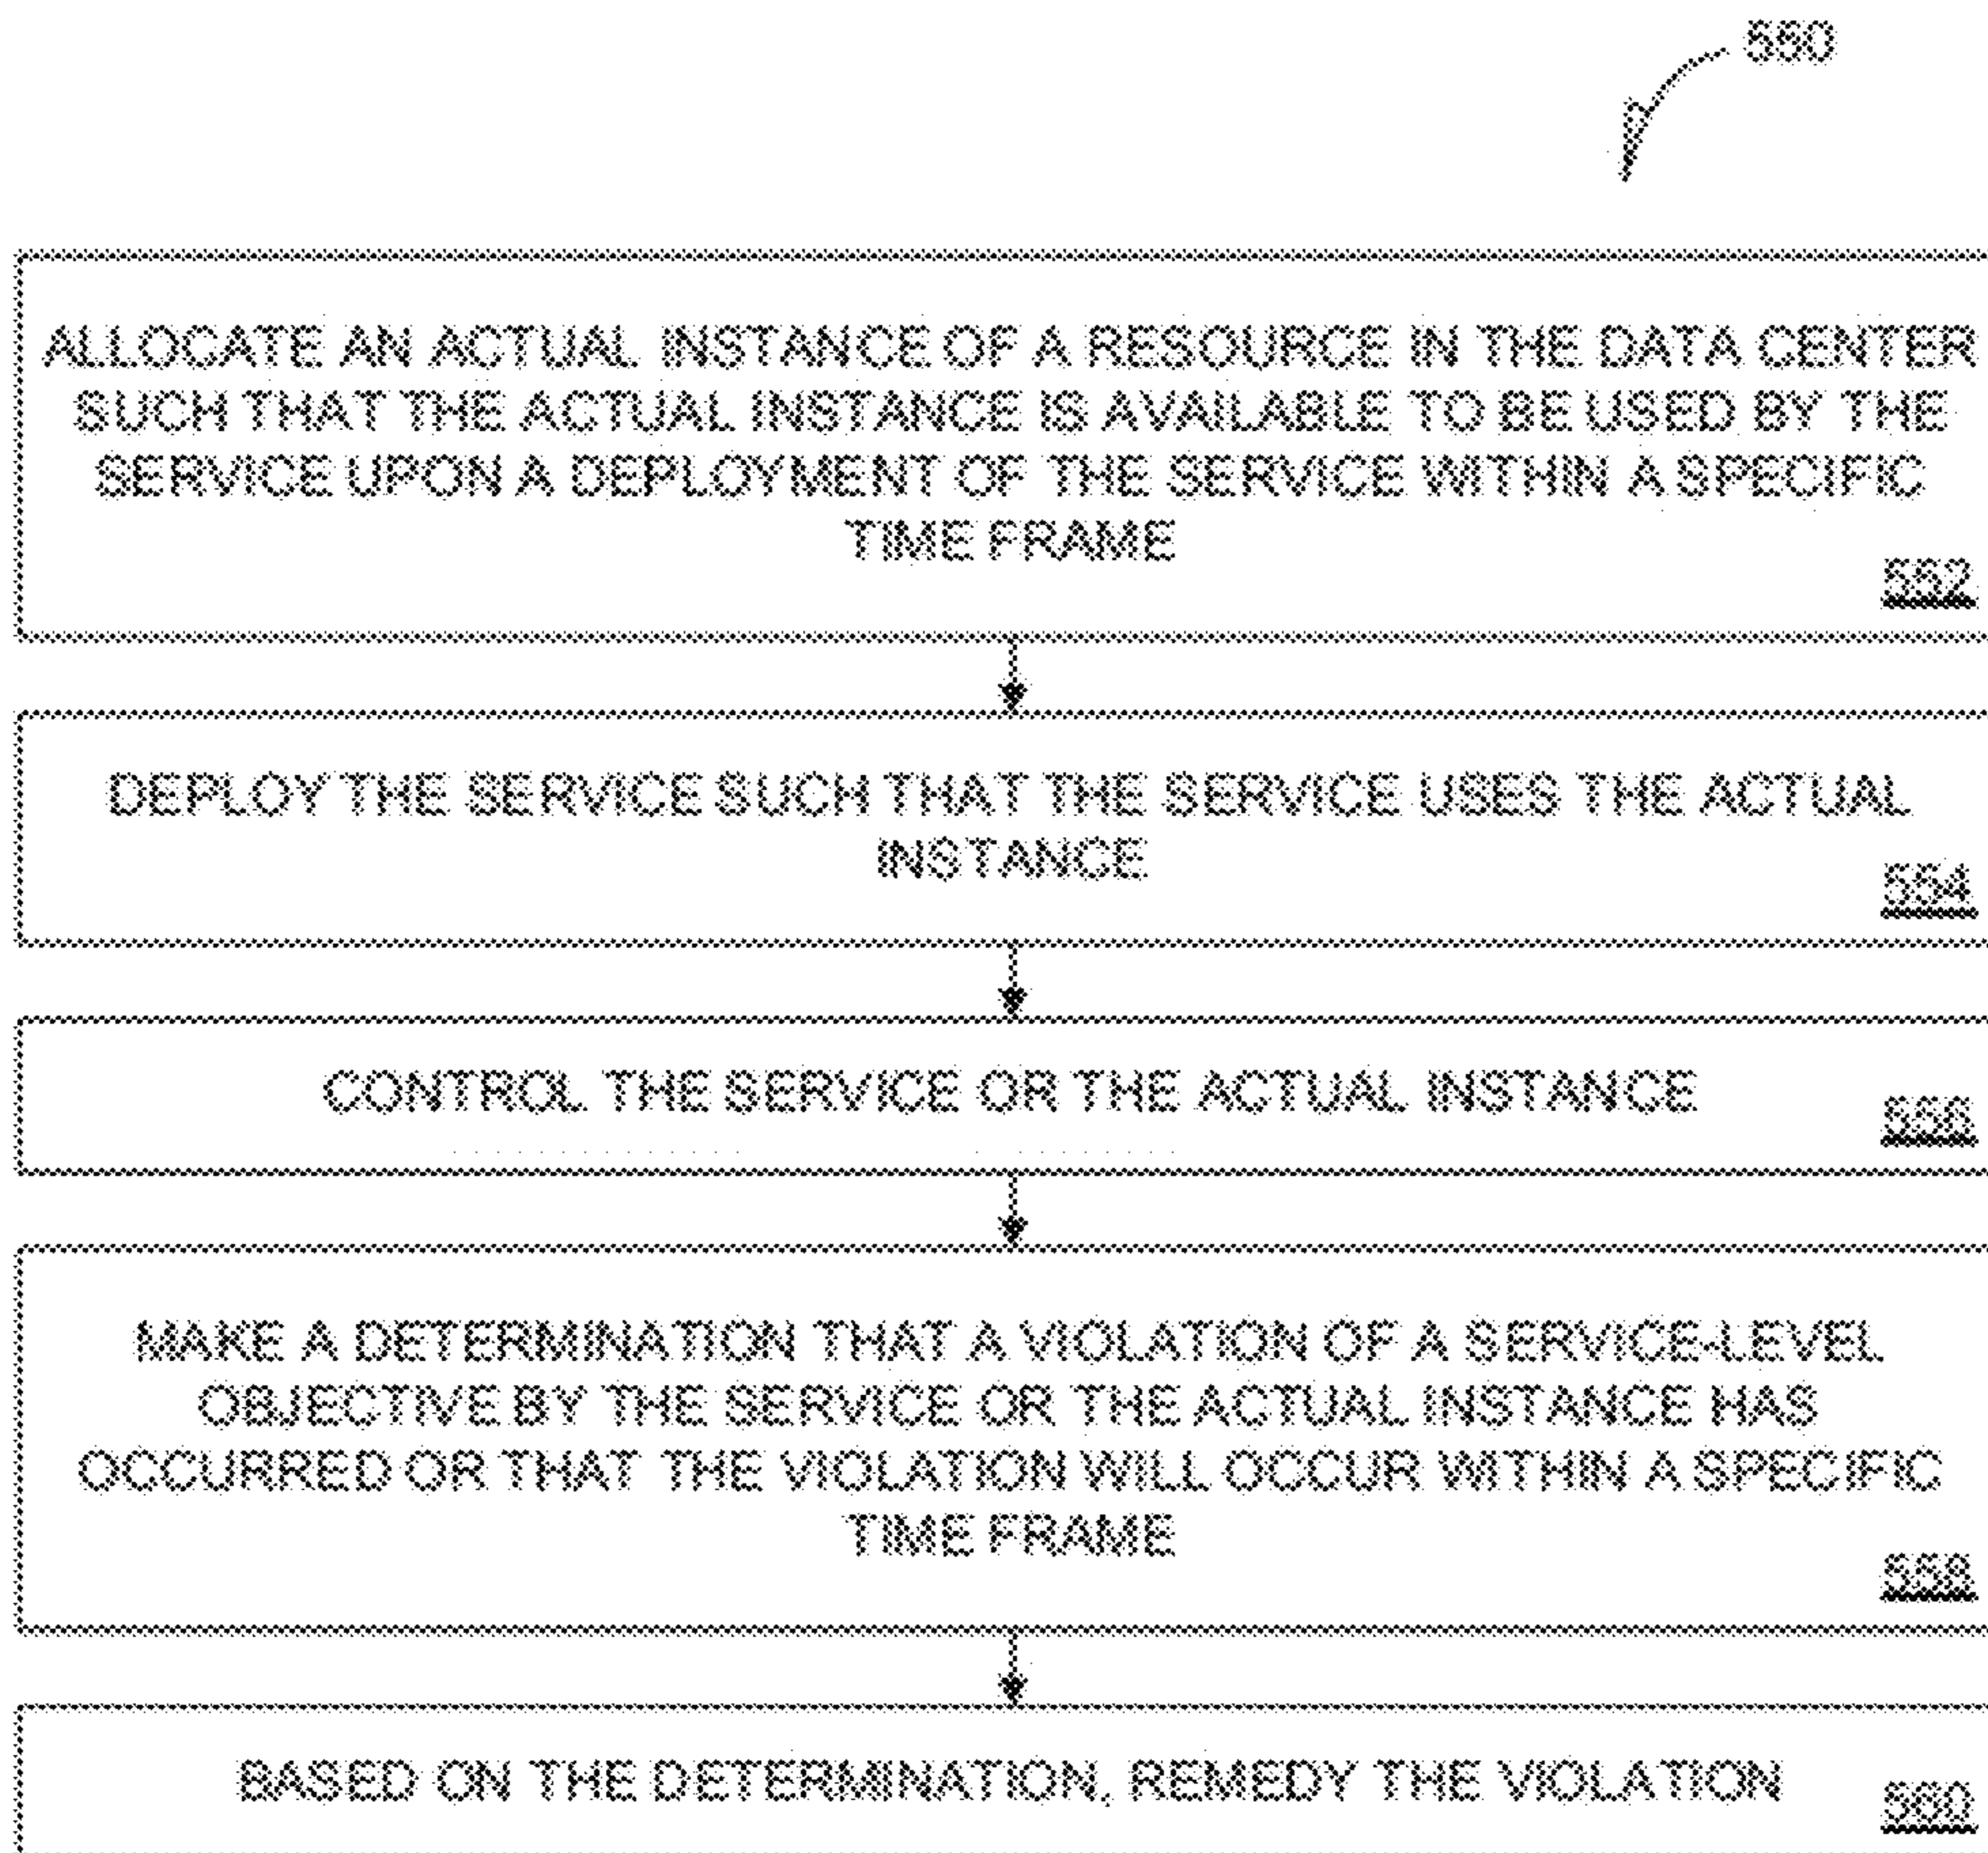 550
ALLOCATE AN ACTUAL INSTANCE OF A RESOURCE IN THE DATA CENTER
SUCH THAT THE ACTUAL INSTANCE IS AVAILABLE TO BE USED BY THE
SERVICE UPON A DEPLOYMENT OF THE SERVICE WITHIN A SPECIFIC
TIME FRAME
552
DEPLOY THE SERVICE SUCH THAT THE SERVICE USES THE ACTUAL
INSTANCE
554
CONTROL THE SERVICE OR THE ACTUAL INSTANCE
556
MAKE A DETERMINATION THAT A VIOLATION OF A SERVICE-LEVEL
OBJECTIVE BY THE SERVICE OR THE ACTUAL INSTANCE HAS
OCCURRED OR THAT THE VIOLATION WILL OCCUR WITHIN A SPECIFIC
TIME FRAME
558
BASED ON THE DETERMINATION, REMEDY THE VIOLATION
560